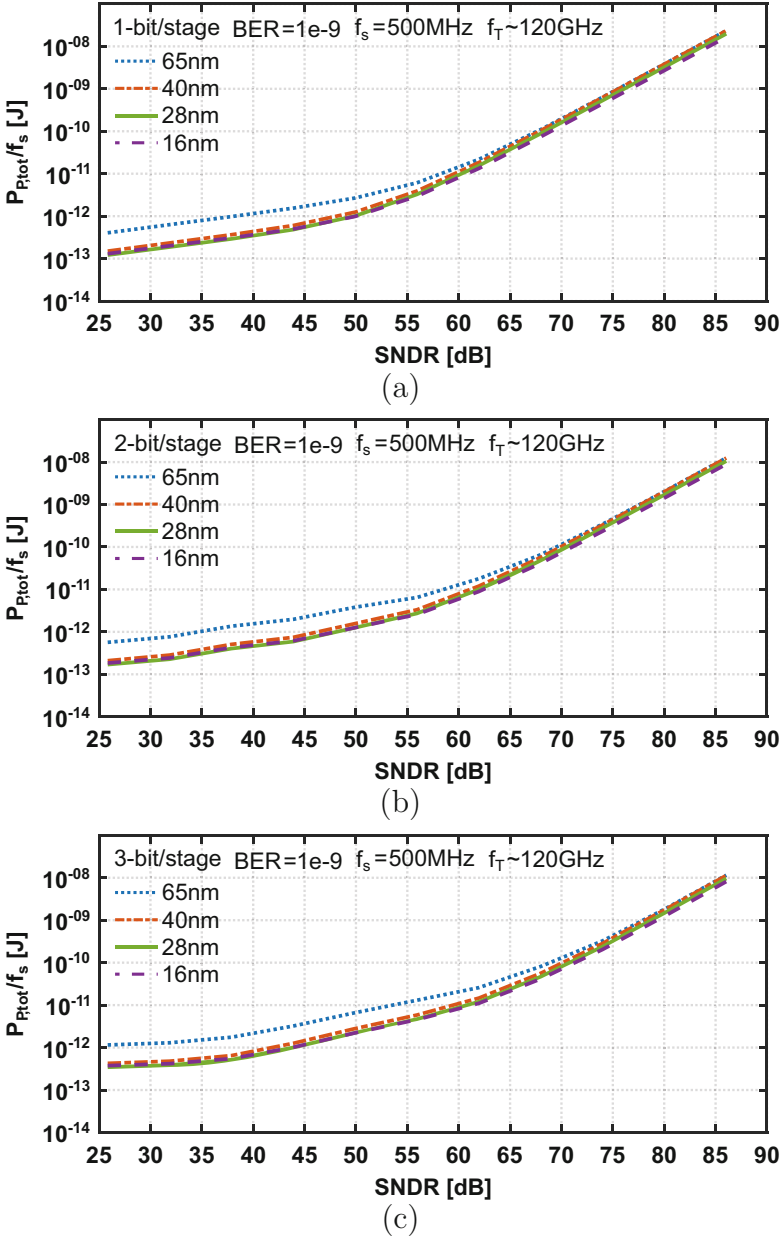 1-bit/stage BER=1e-9 fs=500MHz fT~120GHz
65nm
40nm
28nm
16nm
PP,tot/fs [J]
10-08
10-09
10-10
10-11
10-12
10-13
10-14
25 30 35 40 45 50 55 60 65 70 75 80 85 90
SNDR [dB]
(a)
2-bit/stage BER=1e-9 fs=500MHz fT~120GHz
65nm
40nm
28nm
16nm
PP,tot/fs [J]
10-08
10-09
10-10
10-11
10-12
10-13
10-14
25 30 35 40 45 50 55 60 65 70 75 80 85 90
SNDR [dB]
(b)
3-bit/stage BER=1e-9 fs=500MHz fT~120GHz
65nm
40nm
28nm
16nm
PP,tot/fs [J]
10-08
10-09
10-10
10-11
10-12
10-13
10-14
25 30 35 40 45 50 55 60 65 70 75 80 85 90
SNDR [dB]
(c)